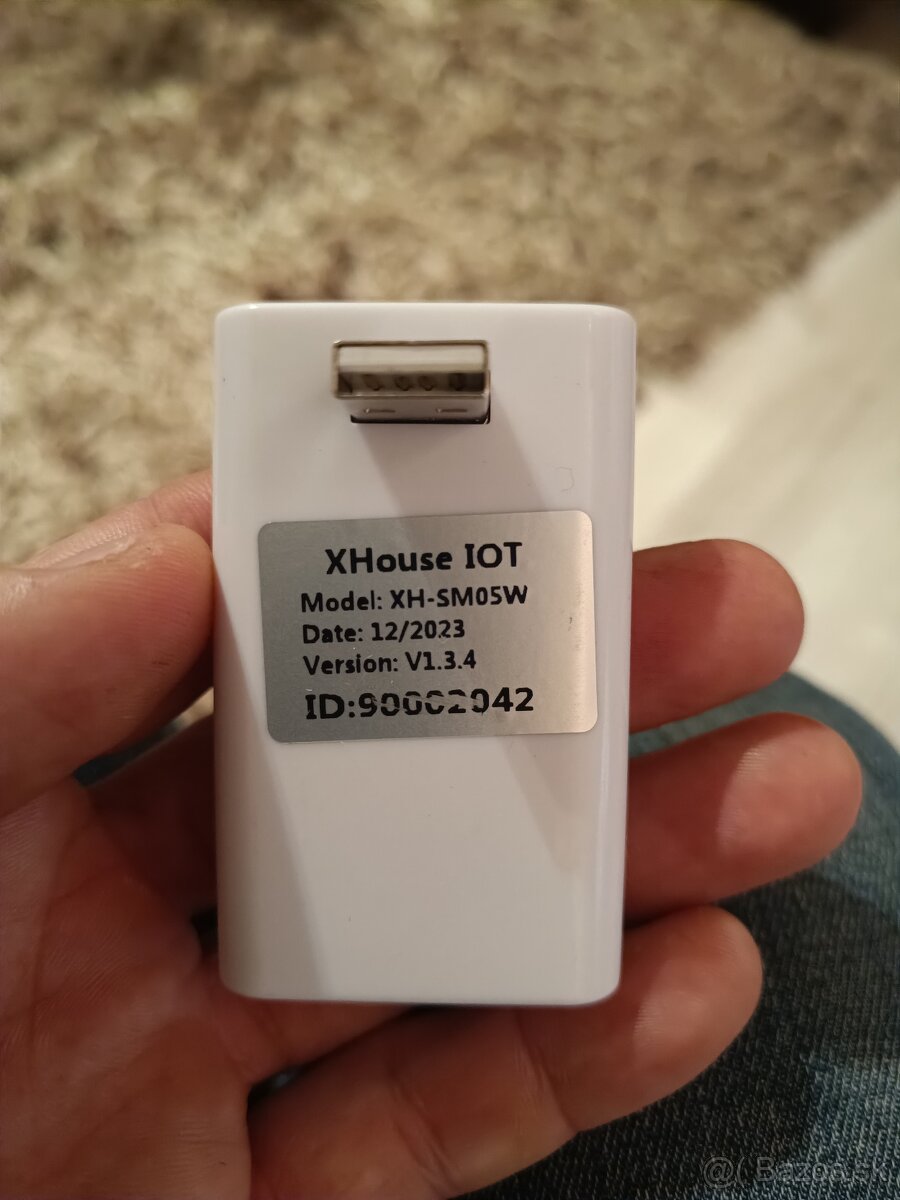 XHouse IOT
Model: XH-SM05W
Date: 12/2023
Version: V1.3.4
ID:90002042
@( Bazos.sk